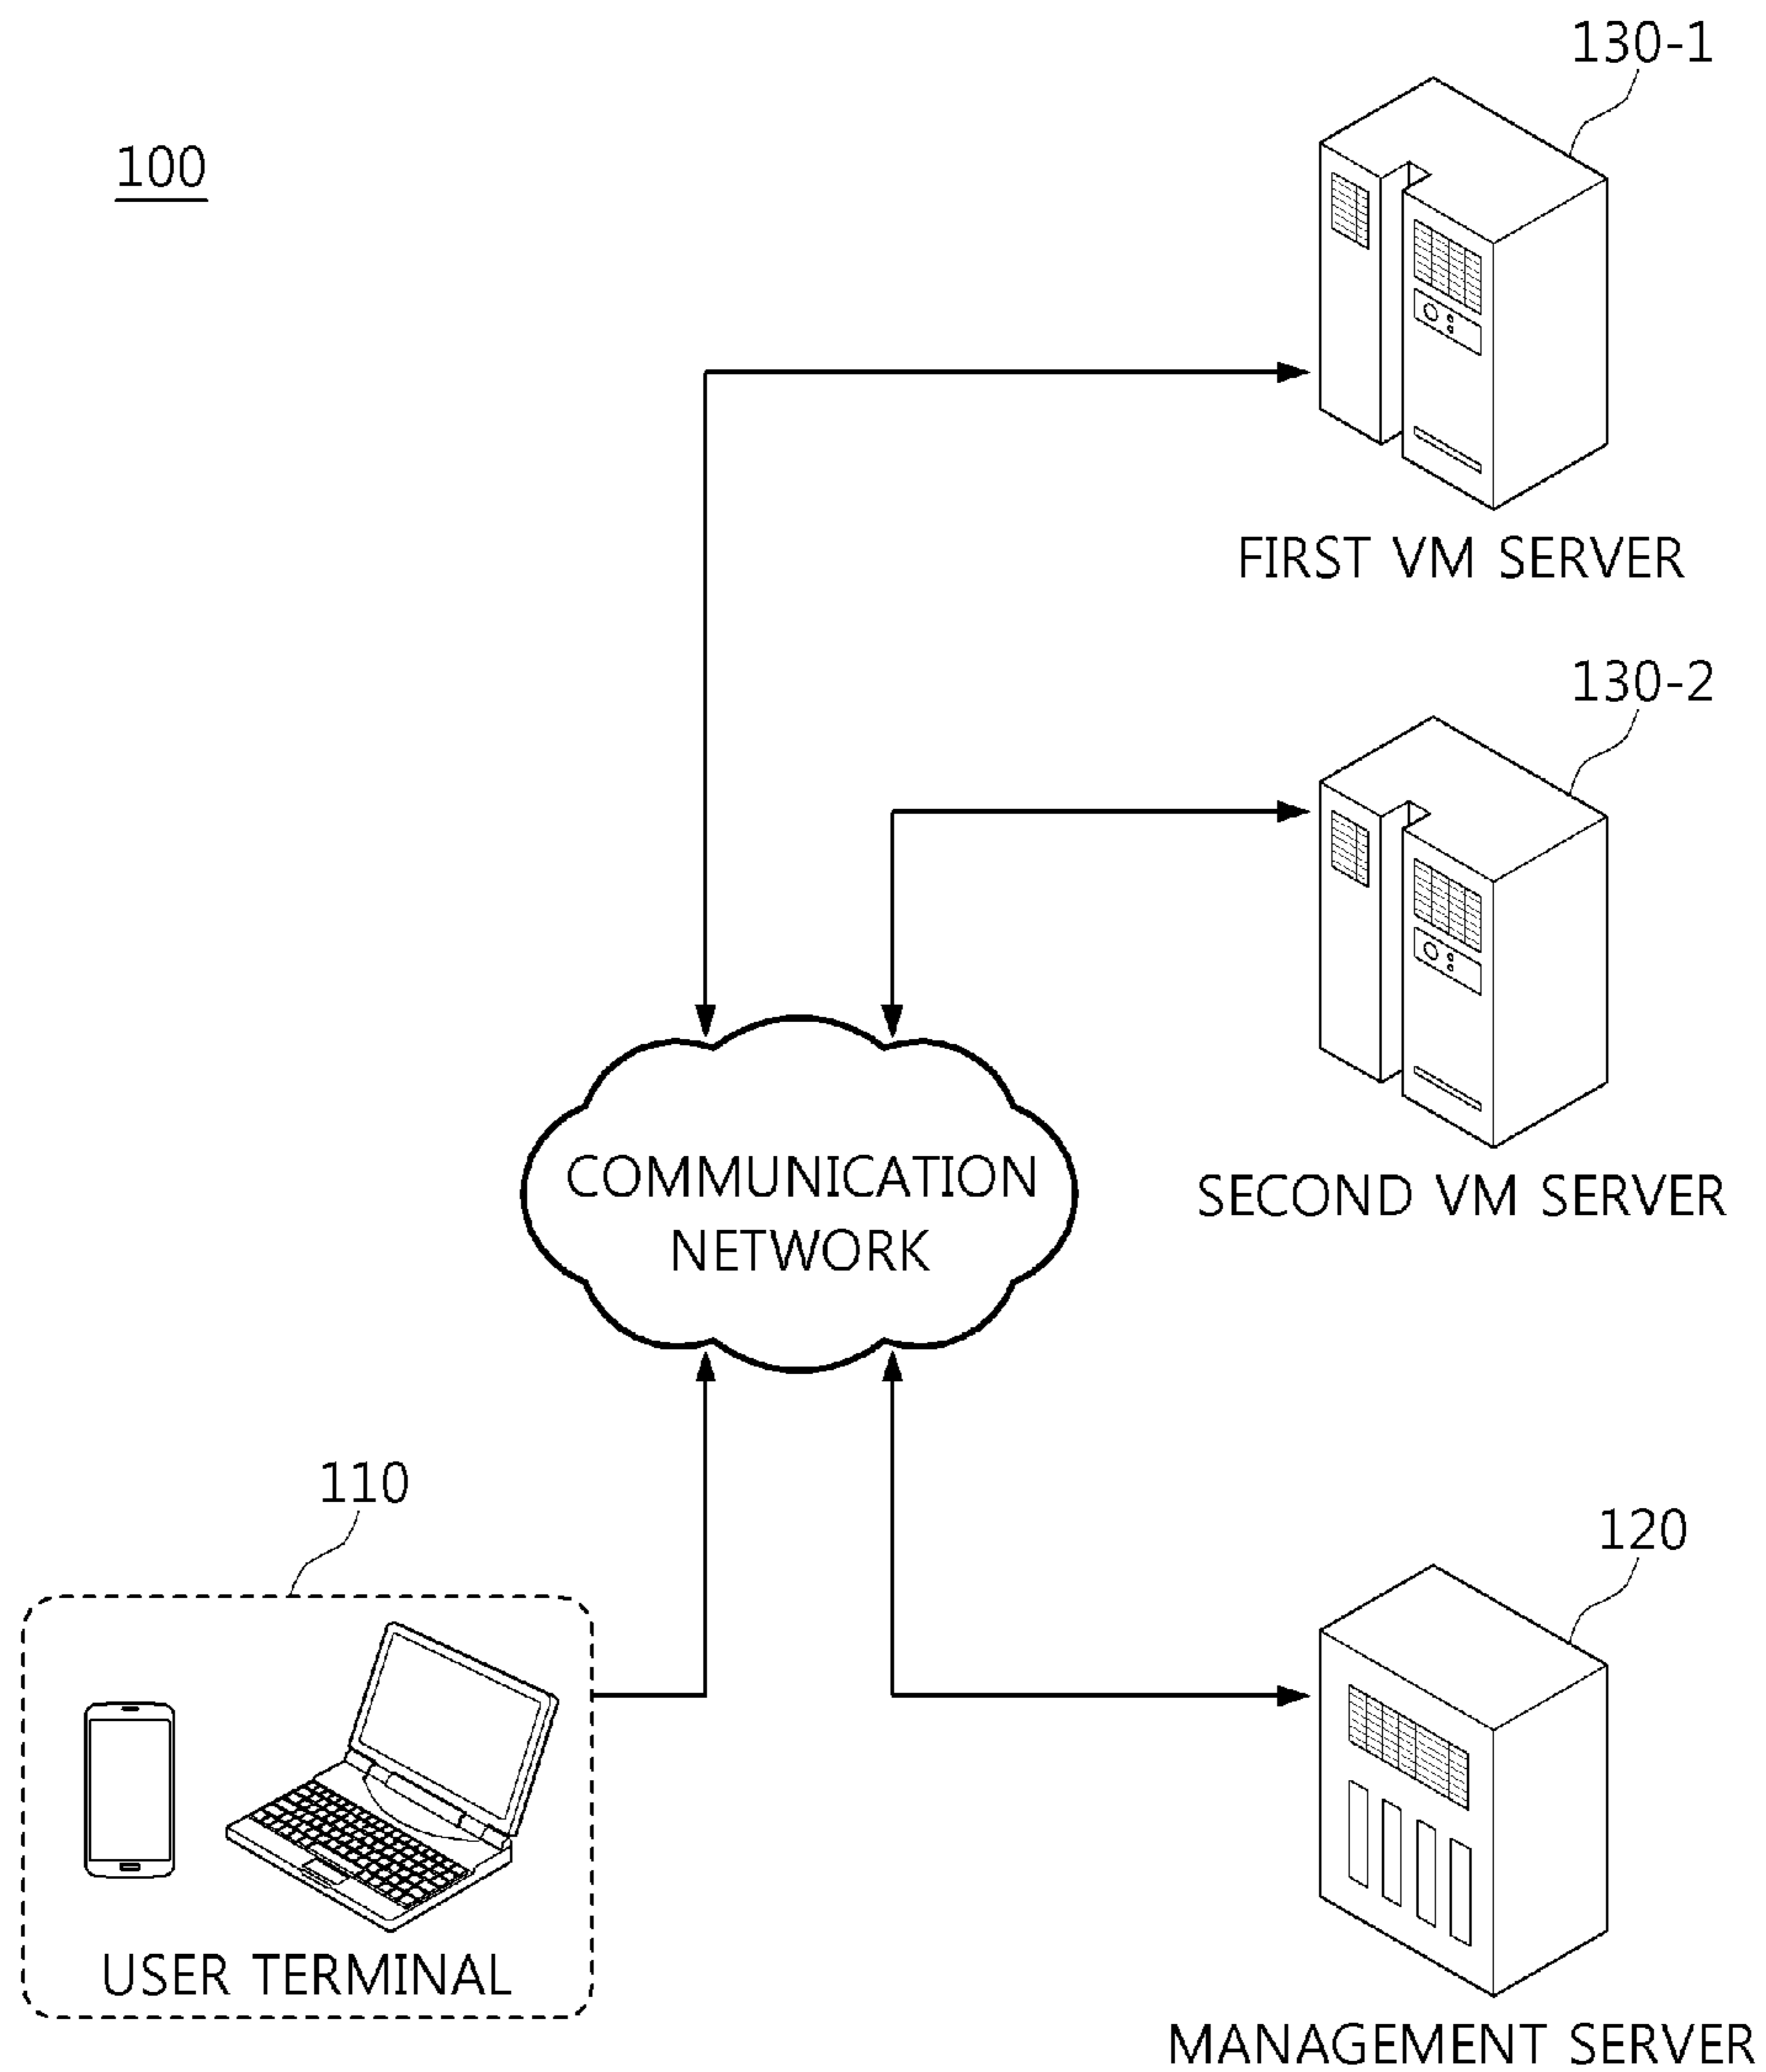 130-1
100
FIRST VM SERVER
130-2
SECOND VM SERVER
COMMUNICATION
NETWORK
110
120
USER TERMINAL
MANAGEMENT SERVER